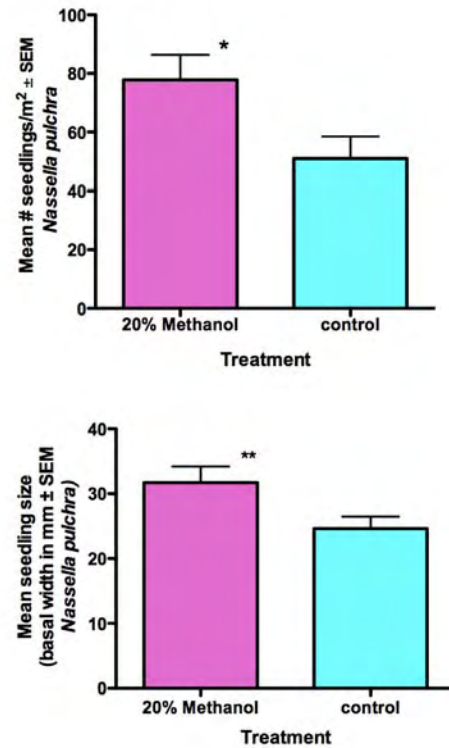 Mean # seedlings/m² ± SEM
Nassella pulchra
100
80
60
40
20
0
*
20% Methanol control
Treatment
Mean seedling size
(basal width in mm ± SEM
Nassella pulchra)
40
30
20
10
0
**
20% Methanol control
Treatment